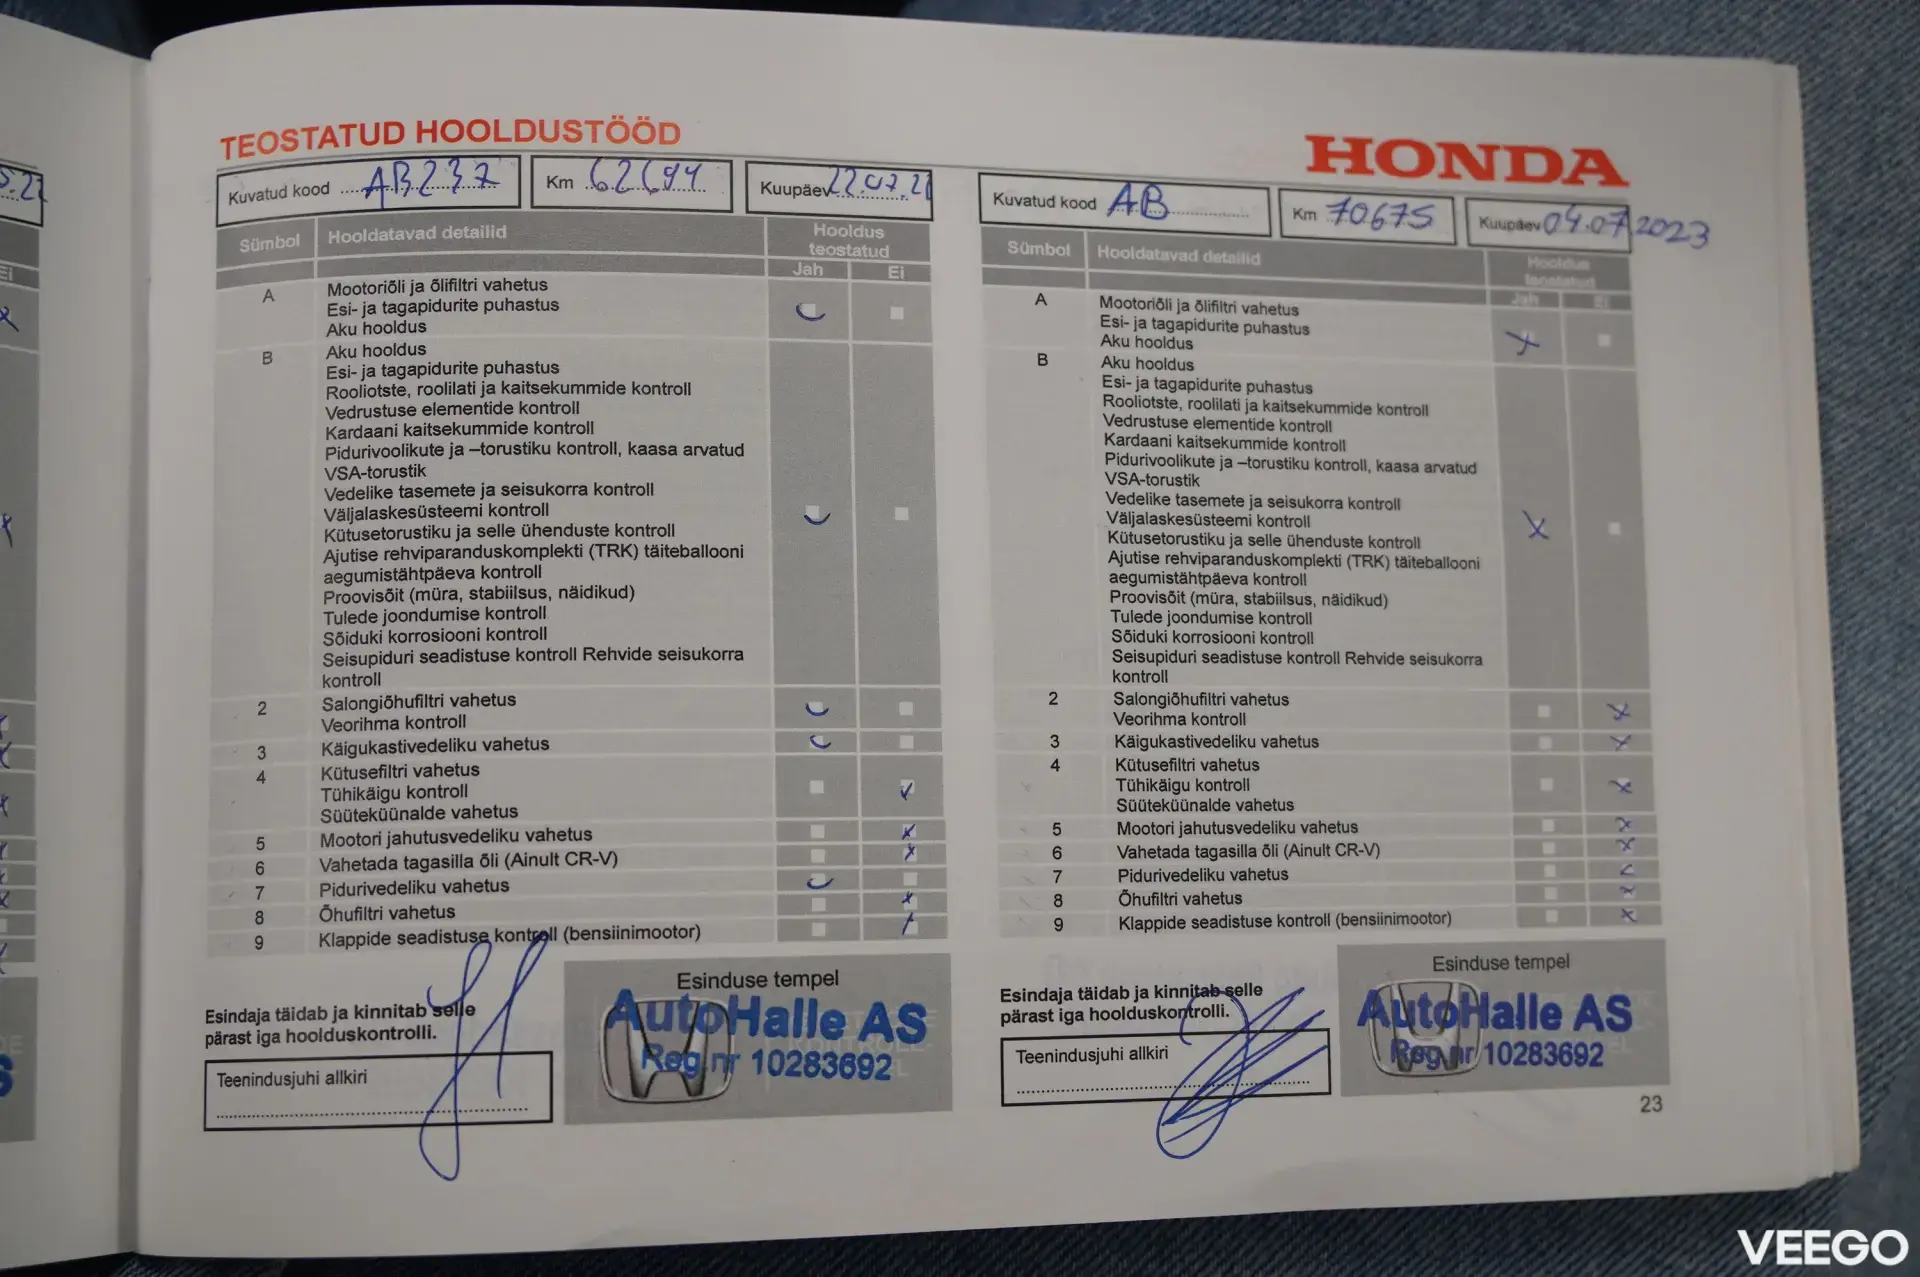 TEOSTATUD HOOLDUSTÖÖD
HONDA
Kuvatud kood AB237
Km 62694
Kuupäev 22.07.2
Sümbol
Hooldatavad detailid
Hooldus
teostatud
Jah
Ei
A
Mootoriõli ja õlifiltri vahetus
Esi- ja tagapidurite puhastus
Aku hooldus
B
Aku hooldus
Esi- ja tagapidurite puhastus
Rooliotste, roolilati ja kaitsekummide kontroll
Vedrustuse elementide kontroll
Kardaani kaitsekummide kontroll
Pidurivoolikute ja –torustiku kontroll, kaasa arvatud
VSA-torustik
Vedelike tasemete ja seisukorra kontroll
Väljalaskesüsteemi kontroll
Kütusetorustiku ja selle ühenduste kontroll
Ajutise rehviparanduskomplekti (TRK) täiteballooni
aegumistähtpäeva kontroll
Proovisõit (müra, stabiilsus, näidikud)
Tulede joondumise kontroll
Sõiduki korrosiooni kontroll
Seisupiduri seadistuse kontroll Rehvide seisukorra
kontroll
2
Salongiõhufiltri vahetus
Veorihma kontroll
3
Käigukastivedeliku vahetus
4
Kütusefiltri vahetus
Tühikäigu kontroll
Süüteküünalde vahetus
5
Mootori jahutusvedeliku vahetus
6
Vahetada tagasilla õli (Ainult CR-V)
7
Pidurivedeliku vahetus
8
Õhufiltri vahetus
9
Klappide seadistuse kontroll (bensiinimootor)
Esindaja täidab ja kinnitab selle
pärast iga hoolduskontrolli.
Teenindusjuhi allkiri
Esinduse tempel
AutoHalle AS
Reg.nr 10283692
Kuvatud kood AB
Km 70675
Kuupäev 04.07.2023
Sümbol
Hooldatavad detailid
Hooldus
teostatud
Jah
Ei
A
Mootoriõli ja õlifiltri vahetus
Esi- ja tagapidurite puhastus
Aku hooldus
B
Aku hooldus
Esi- ja tagapidurite puhastus
Rooliotste, roolilati ja kaitsekummide kontroll
Vedrustuse elementide kontroll
Kardaani kaitsekummide kontroll
Pidurivoolikute ja –torustiku kontroll, kaasa arvatud
VSA-torustik
Vedelike tasemete ja seisukorra kontroll
Väljalaskesüsteemi kontroll
Kütusetorustiku ja selle ühenduste kontroll
Ajutise rehviparanduskomplekti (TRK) täiteballooni
aegumistähtpäeva kontroll
Proovisõit (müra, stabiilsus, näidikud)
Tulede joondumise kontroll
Sõiduki korrosiooni kontroll
Seisupiduri seadistuse kontroll Rehvide seisukorra
kontroll
2
Salongiõhufiltri vahetus
Veorihma kontroll
3
Käigukastivedeliku vahetus
4
Kütusefiltri vahetus
Tühikäigu kontroll
Süüteküünalde vahetus
5
Mootori jahutusvedeliku vahetus
6
Vahetada tagasilla õli (Ainult CR-V)
7
Pidurivedeliku vahetus
8
Õhufiltri vahetus
9
Klappide seadistuse kontroll (bensiinimootor)
Esindaja täidab ja kinnitab selle
pärast iga hoolduskontrolli.
Teenindusjuhi allkiri
Esinduse tempel
AutoHalle AS
Reg.nr 10283692
23
VEEGO